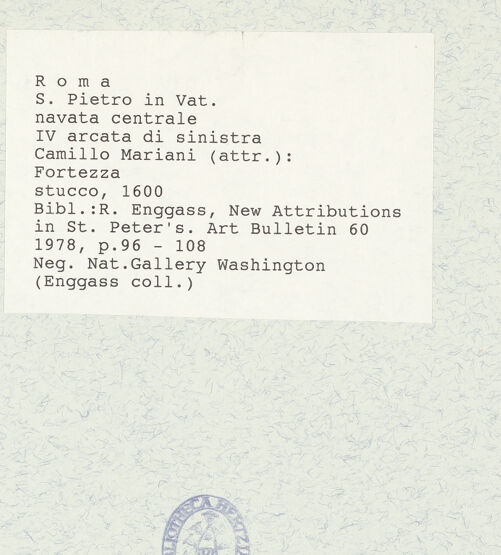 R o m a
S. Pietro in Vat.
navata centrale
IV arcata di sinistra
Camillo Mariani (attr.):
Fortezza
stucco, 1600
Bibl.:R. Enggass, New Attributions
in St. Peter's. Art Bulletin 60
1978, p.96 - 108
Neg. Nat.Gallery Washington
(Enggass coll.)